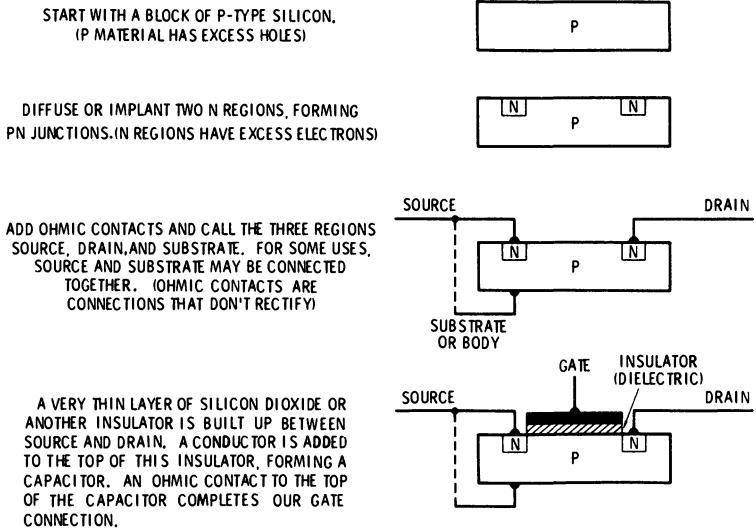 START WITH A BLOCK OF P-TYPE SILICON.
(P MATERIAL HAS EXCESS HOLES)
P
DIFFUSE OR IMPLANT TWO N REGIONS, FORMING
PN JUNCTIONS.(N REGIONS HAVE EXCESS ELECTRONS)
N
N
P
ADD OHMIC CONTACTS AND CALL THE THREE REGIONS
SOURCE, DRAIN,AND SUBSTRATE. FOR SOME USES,
SOURCE AND SUBSTRATE MAY BE CONNECTED
TOGETHER. (OHMIC CONTACTS ARE
CONNECTIONS THAT DON'T RECTIFY)
SOURCE
DRAIN
N
N
P
SUBSTRATE
OR BODY
A VERY THIN LAYER OF SILICON DIOXIDE OR
ANOTHER INSULATOR IS BUILT UP BETWEEN
SOURCE AND DRAIN. A CONDUCTOR IS ADDED
TO THE TOP OF THIS INSULATOR, FORMING A
CAPACITOR. AN OHMIC CONTACT TO THE TOP
OF THE CAPACITOR COMPLETES OUR GATE
CONNECTION.
GATE
INSULATOR
(DIELECTRIC)
SOURCE
DRAIN
N
N
P